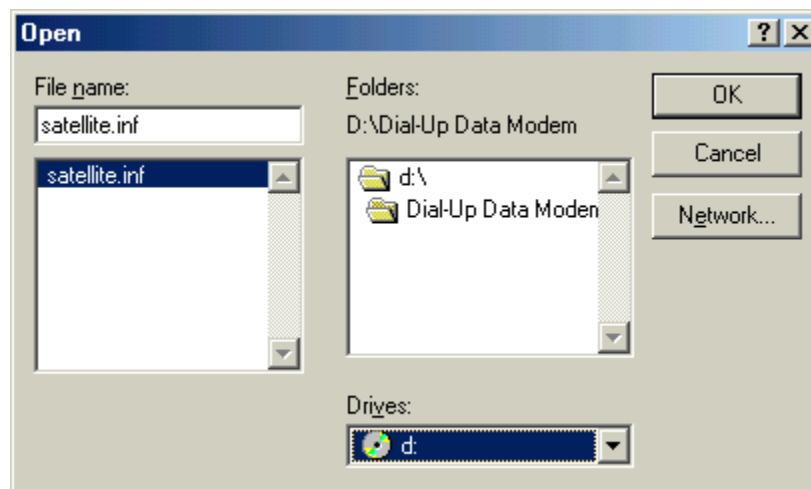 Open
File name:
satellite.inf
satellite.inf
Folders:
D:\Dial-Up Data Modem
d:\
Dial-Up Data Modem
Drives:
d:
OK
Cancel
Network...